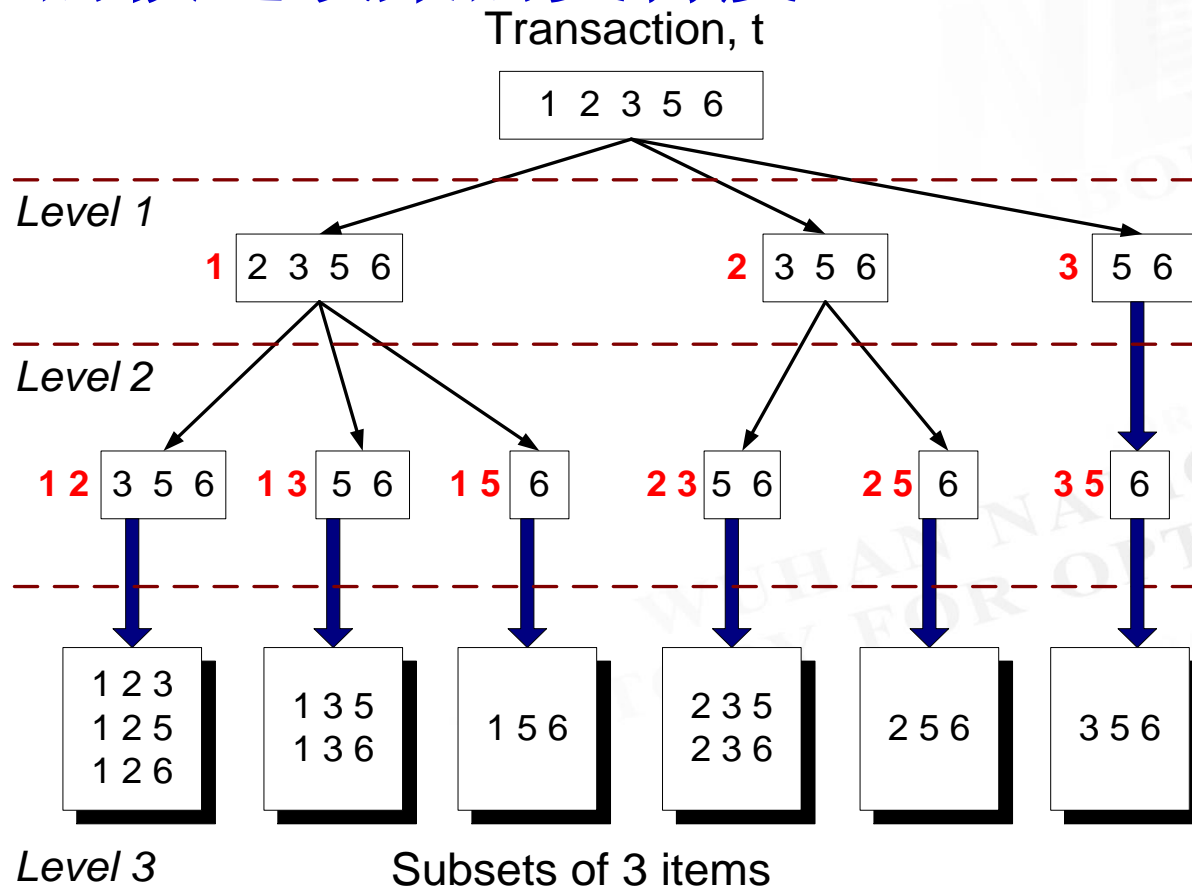 Transaction, t
1 2 3 5 6
Level 1
1 2 3 5 6
2 3 5 6
3 5 6
Level 2
1 2 3 5 6
1 3 5 6
1 5 6
2 3 5 6
2 5 6
3 5 6
1 2 3
1 2 5
1 2 6
1 3 5
1 3 6
1 5 6
2 3 5
2 3 6
2 5 6
3 5 6
Level 3
Subsets of 3 items
WUHAN NA
FOR OPT